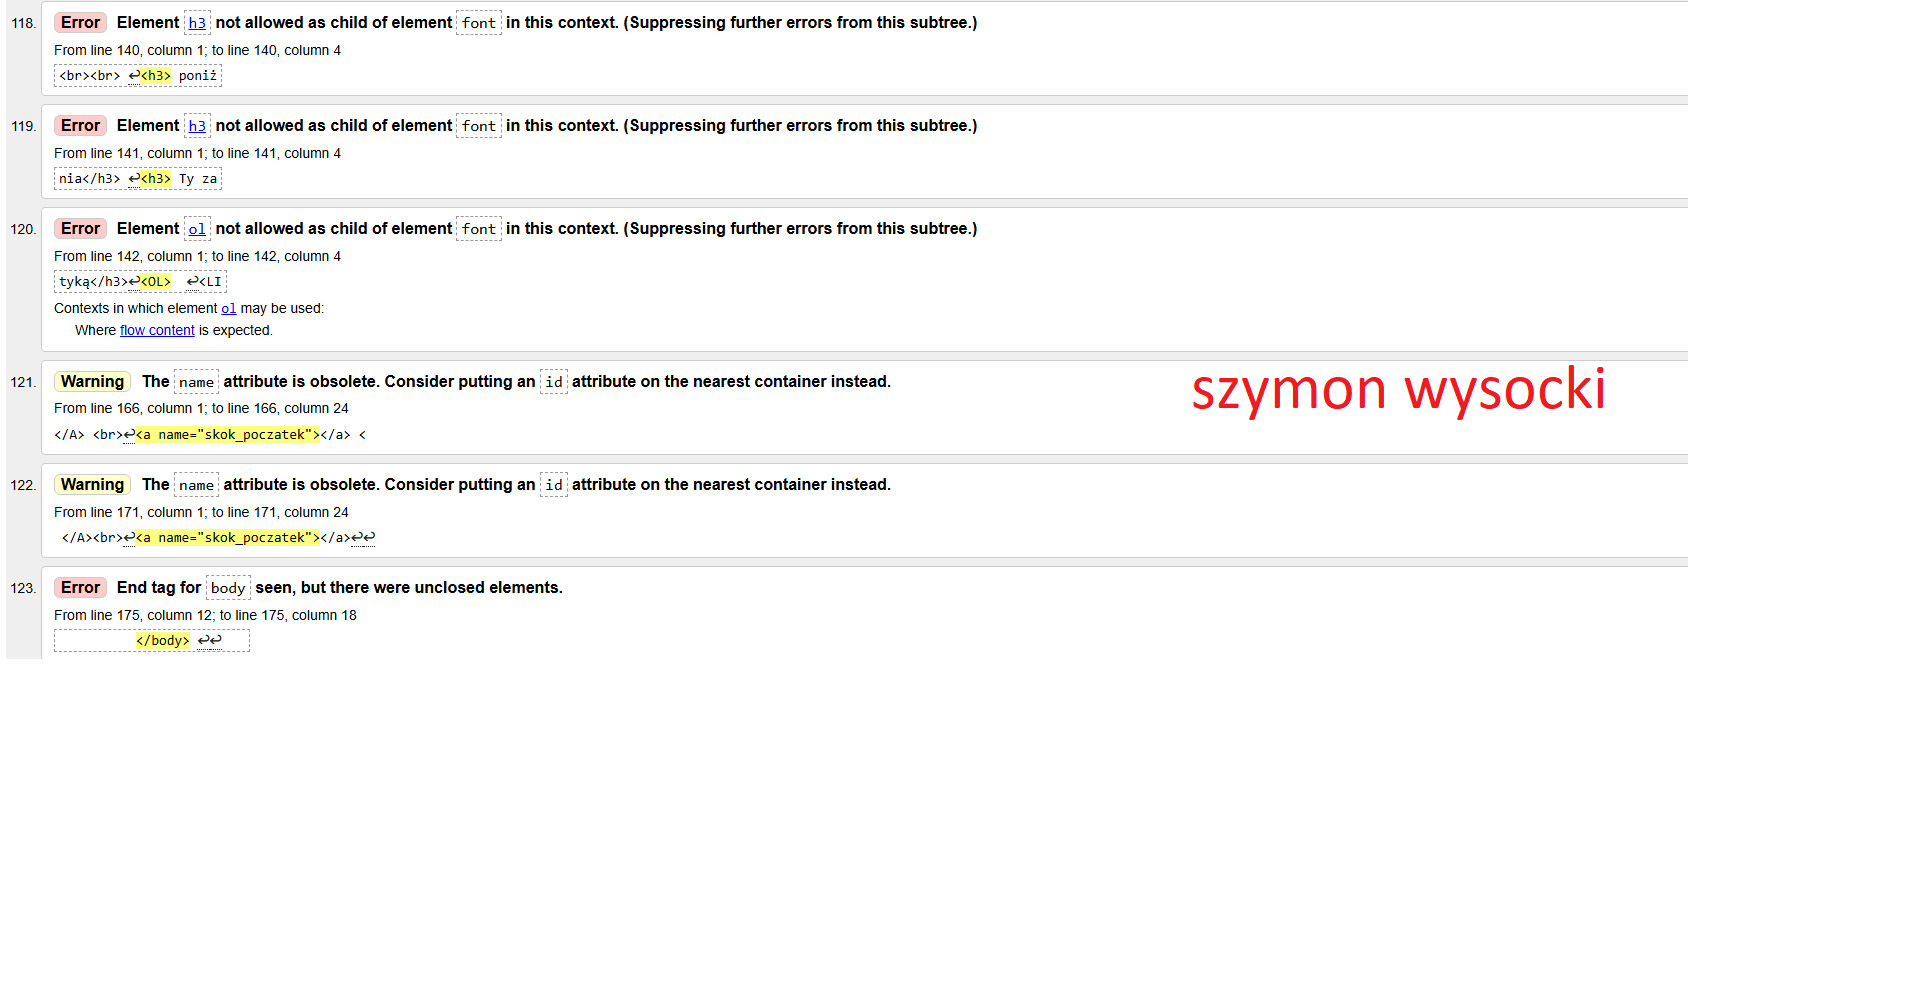 118. Error Element h3 not allowed as child of element font in this context. (Suppressing further errors from this subtree.)
From line 140, column 1; to line 140, column 4
<br><br> ↩<h3> poniż
119. Error Element h3 not allowed as child of element font in this context. (Suppressing further errors from this subtree.)
From line 141, column 1; to line 141, column 4
nia</h3> ↩<h3> Ty za
120. Error Element ol not allowed as child of element font in this context. (Suppressing further errors from this subtree.)
From line 142, column 1; to line 142, column 4
tyką</h3>↩<OL>  ↩<LI
Contexts in which element ol may be used:
Where flow content is expected.
121. Warning The name attribute is obsolete. Consider putting an id attribute on the nearest container instead.
szymon wysocki
From line 166, column 1; to line 166, column 24
</A> <br>↩<a name="skok_poczatek"></a> <
122. Warning The name attribute is obsolete. Consider putting an id attribute on the nearest container instead.
From line 171, column 1; to line 171, column 24
</A><br>↩<a name="skok_poczatek"></a>↩↩
123. Error End tag for body seen, but there were unclosed elements.
From line 175, column 12; to line 175, column 18
</body> ↩↩